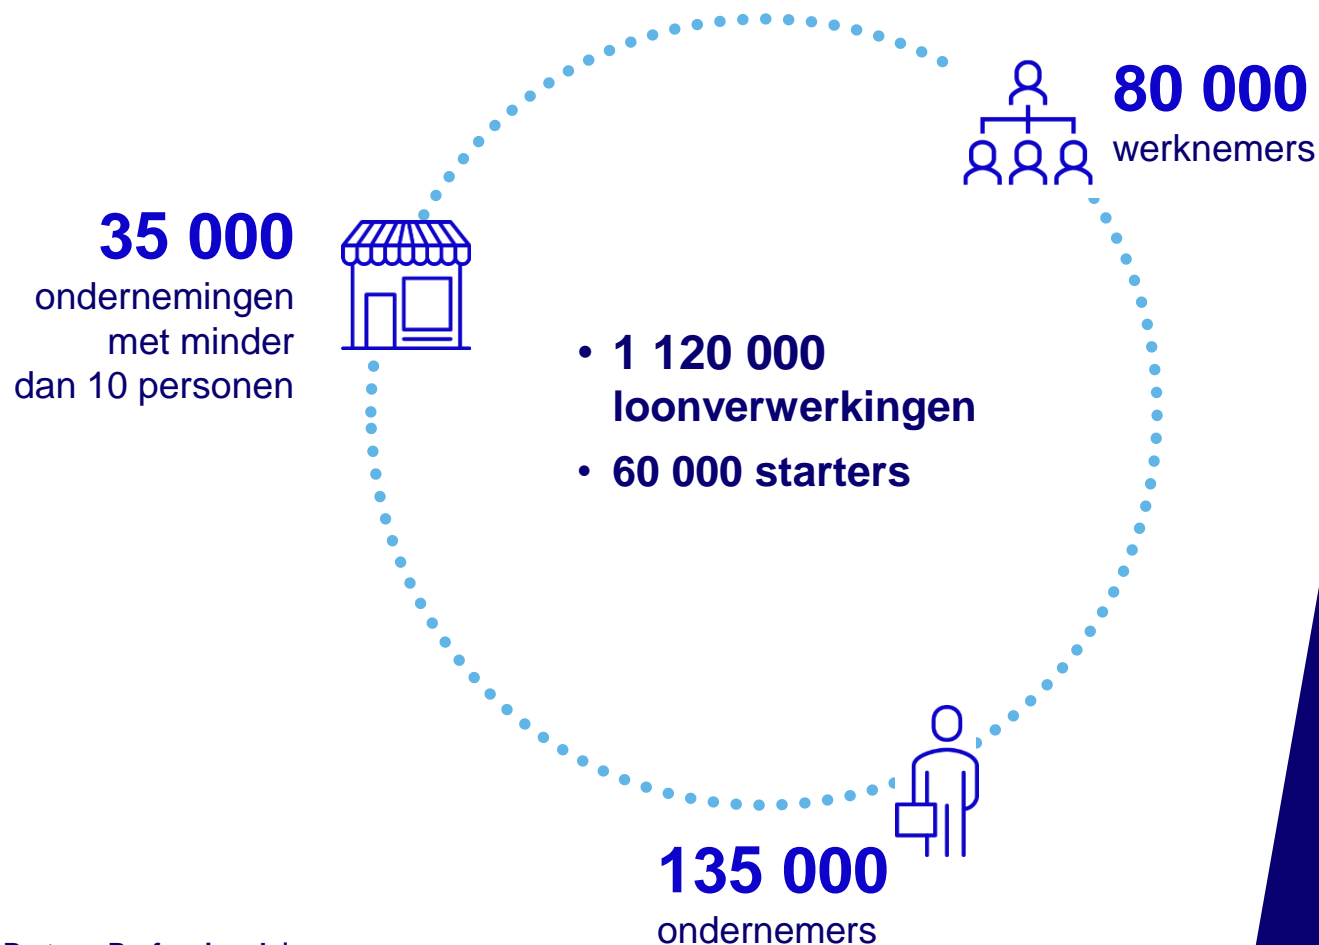 80 000
werknemers
35 000
ondernemingen
met minder
dan 10 personen
• 1 120 000
loonverwerkingen
• 60 000 starters
135 000
ondernemers